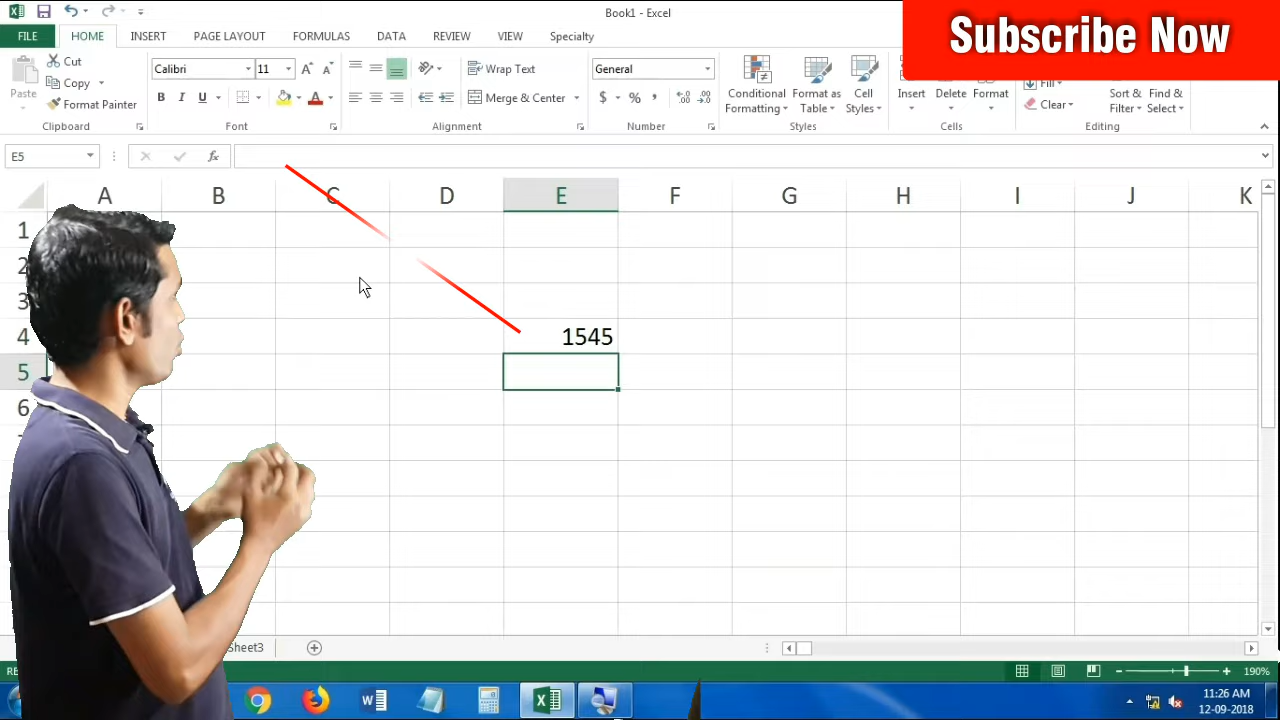 Book1 - Excel
Subscribe Now
FILE HOME INSERT PAGE LAYOUT FORMULAS DATA REVIEW VIEW Specialty
Cut
Copy
Format Painter
Paste
Clipboard
Calibri 11
B I U A
Font
Wrap Text
Merge & Center
Alignment
General
$ % ,
Number
Conditional Formatting
Format as Table
Cell Styles
Styles
Insert Delete Format
Cells
Fill
Clear
Sort & Filter
Find & Select
Editing
E5
fx
A B C D E F G H I J K
1
2
3
4 1545
5
6
Sheet3
190%
11:26 AM
12-09-2018